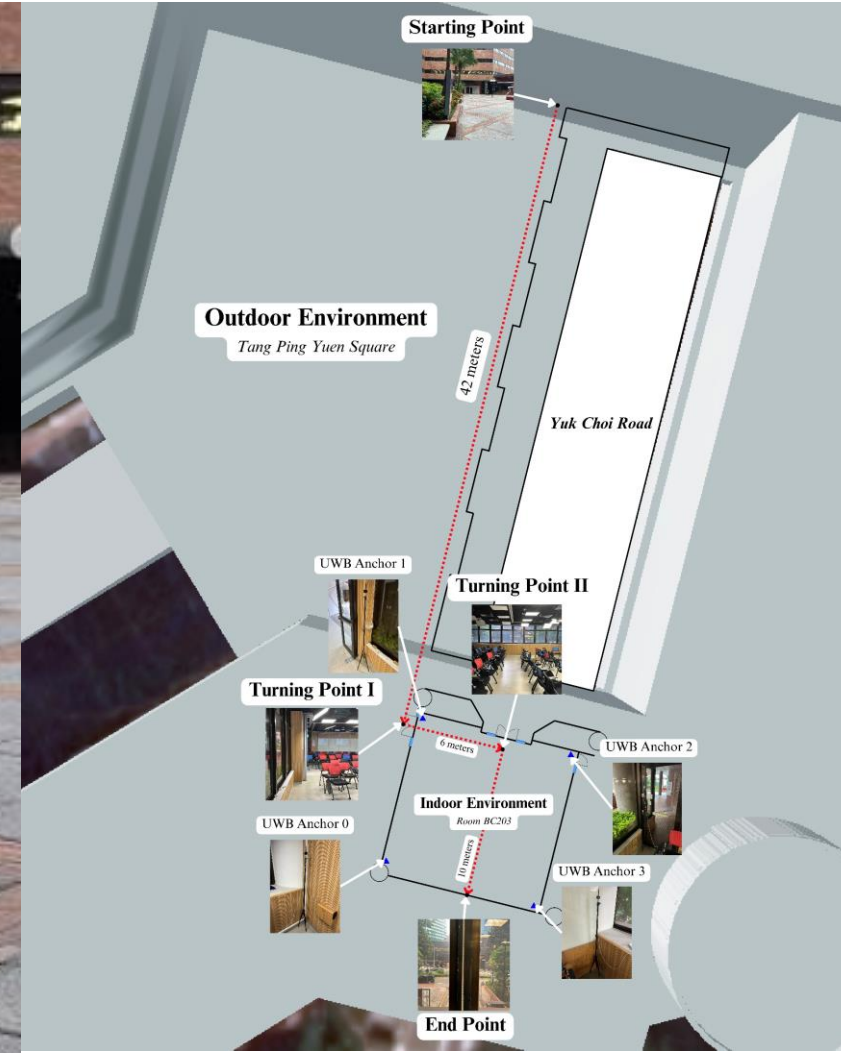 Starting Point
Outdoor Environment
Tang Ping Yuen Square
42 meters
Yuk Choi Road
UWB Anchor 1
Turning Point II
Turning Point I
6 meters
UWB Anchor 2
Indoor Environment
Room BC203
UWB Anchor 0
10 meters
UWB Anchor 3
End Point